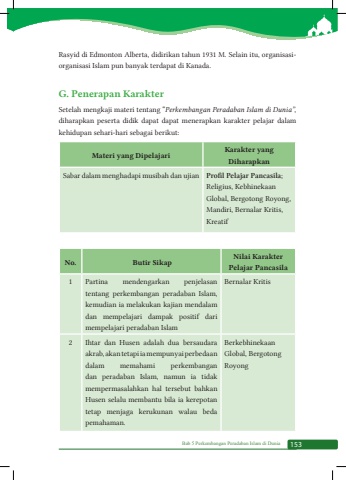 Rasyid di Edmonton Alberta, didirikan tahun 1931 M. Selain itu, organisasi-
organisasi Islam pun banyak terdapat di Kanada.
G. Penerapan Karakter
Setelah mengkaji materi tentang “Perkembangan Peradaban Islam di Dunia”,
diharapkan peserta didik dapat dapat menerapkan karakter pelajar dalam
kehidupan sehari-hari sebagai berikut:
Materi yang Dipelajari
Karakter yang
Diharapkan
Sabar dalam menghadapi musibah dan ujian
Profil Pelajar Pancasila;
Religius, Kebhinekaan
Global, Bergotong Royong,
Mandiri, Bernalar Kritis,
Kreatif
No.
Butir Sikap
Nilai Karakter
Pelajar Pancasila
1
Partina mendengarkan penjelasan
tentang perkembangan peradaban Islam,
kemudian ia melakukan kajian mendalam
dan mempelajari dampak positif dari
mempelajari peradaban Islam
Bernalar Kritis
2
Ihtar dan Husen adalah dua bersaudara
akrab, akan tetapi ia mempunyai perbedaan
dalam memahami perkembangan
dan peradaban Islam, namun ia tidak
mempermasalahkan hal tersebut bahkan
Husen selalu membantu bila ia kerepotan
tetap menjaga kerukunan walau beda
pemahaman.
Berkebhinekaan
Global, Bergotong
Royong
Bab 5 Perkembangan Peradaban Islam di Dunia
153